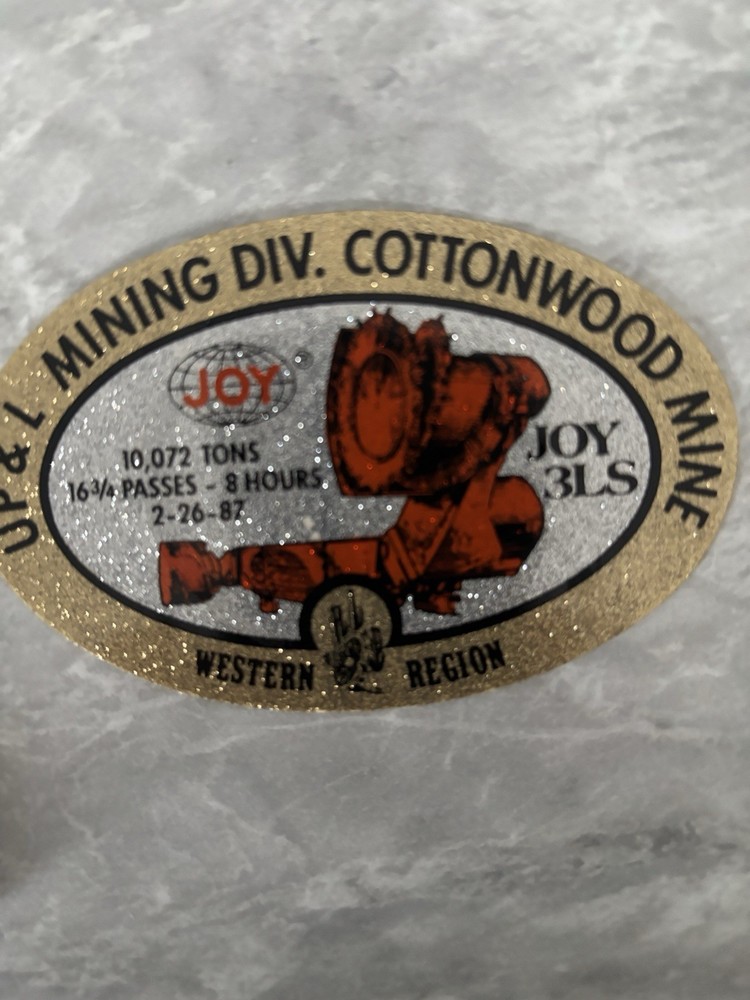 UP & L MINING DIV. COTTONWOOD MINE
JOY
®
10,072 TONS
16 3/4 PASSES - 8 HOURS
2-26-87
JOY
3LS
WESTERN REGION